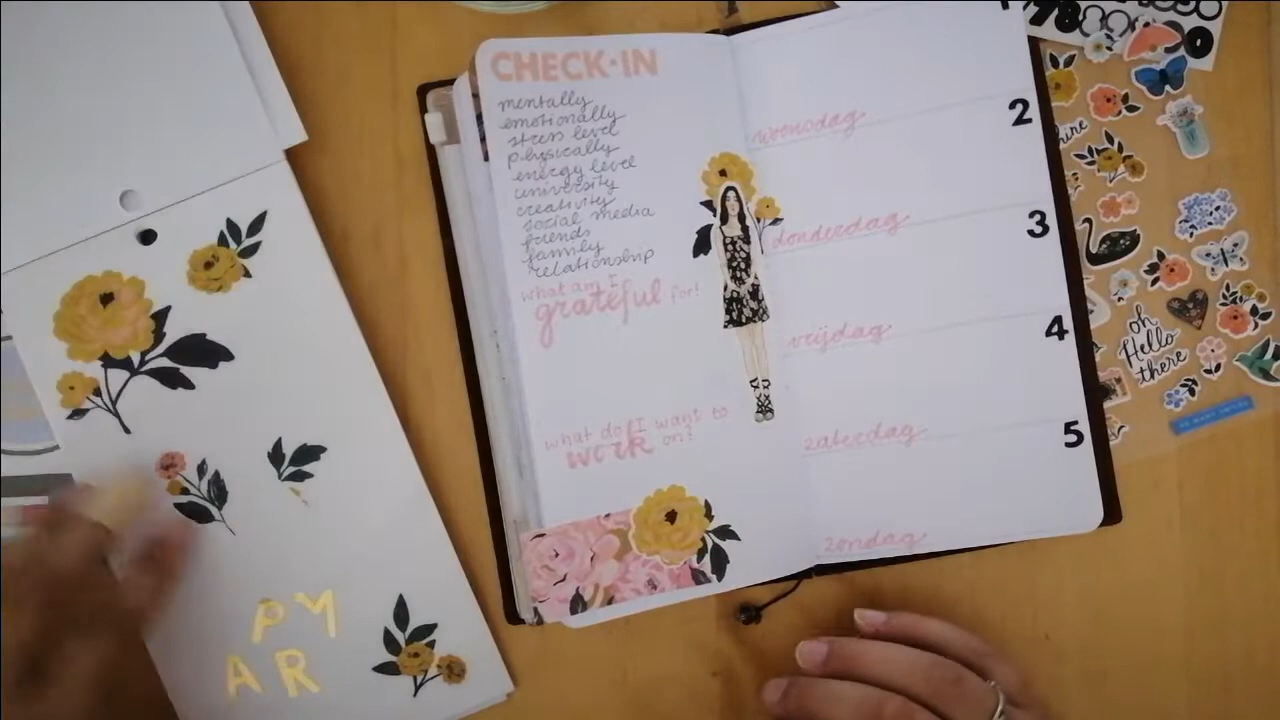 CHECK·IN
mentally
emotionally
stress level
physically
energy level
university
creativity
social media
friends
family
relationship
what am I
grateful for?
what do I want to
work on?
woensdag
2
donderdag
3
vrijdag
4
zaterdag
5
zondag
P Y
A R
oh
Hello
there